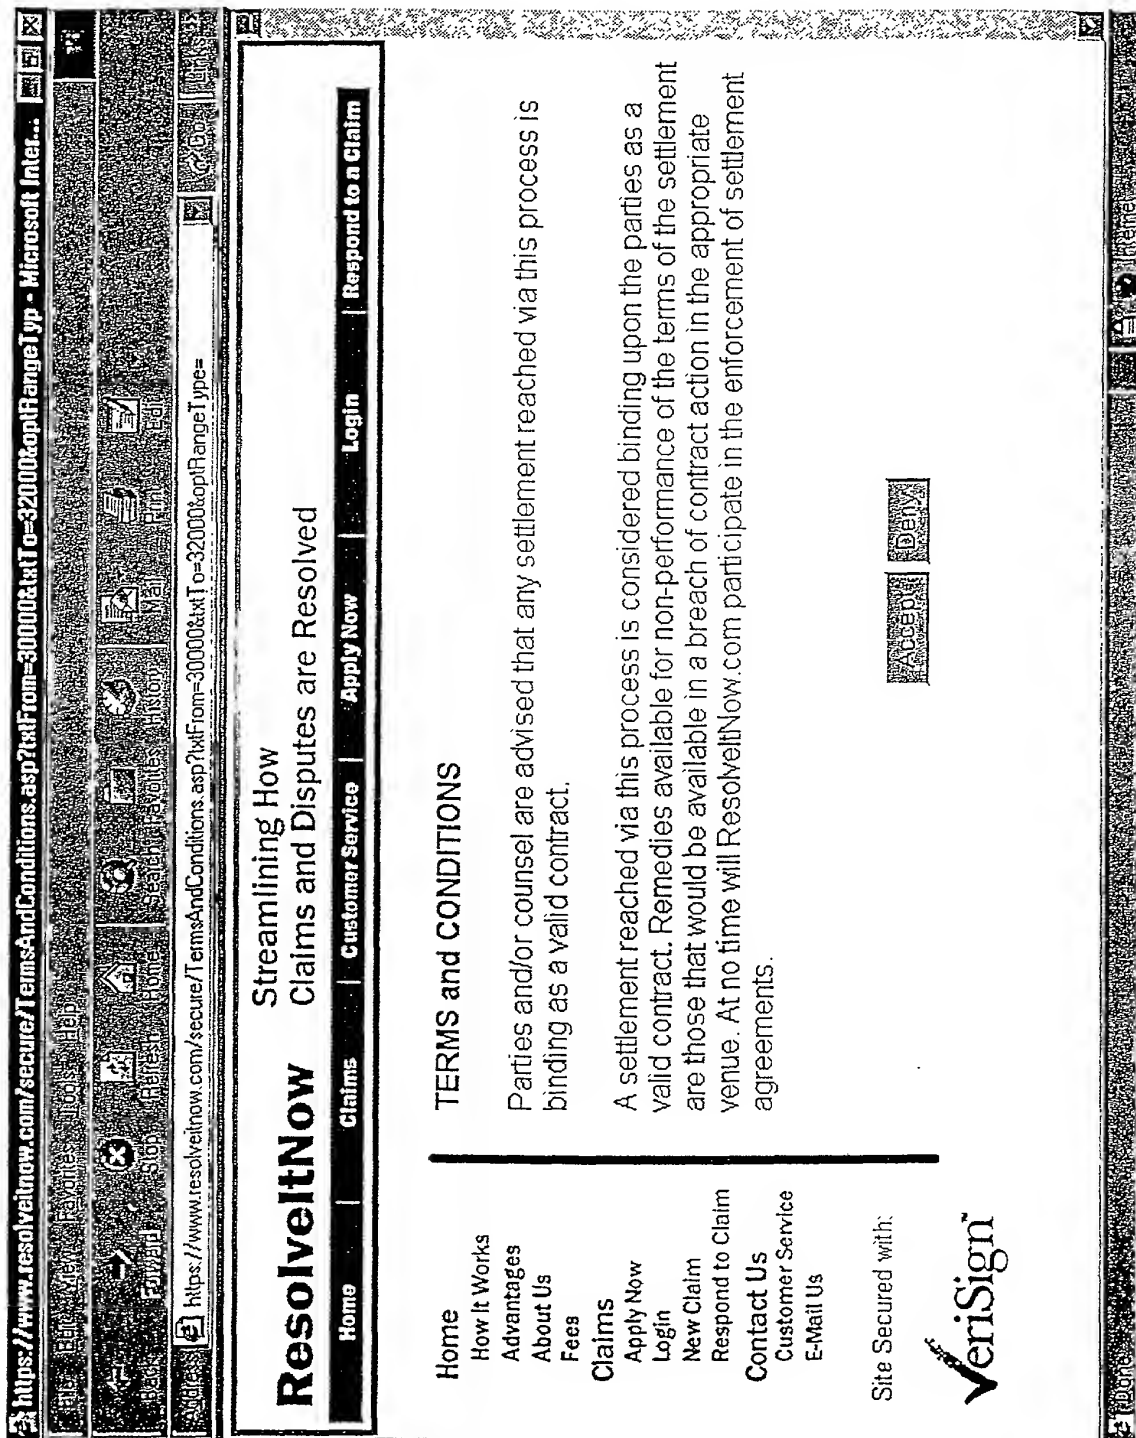 https://www.resolveitnow.com/secure/TermsAndConditions.asp?txtFrom=30000&txtTo=32000&optRangeTyp - Microsoft Inter...
Edit View Favorites Tools Help
Back Forward Stop Refresh Home Search Favorites History Mail Print Edit
Address https://www.resolveitnow.com/secure/TermsAndConditions.asp?txtFrom=30000&txtTo=32000&optRangeType= Go Links
ResolveItNow
Streamlining How
Claims and Disputes are Resolved
Home | Claims | Customer Service | Apply Now | Login | Respond to a Claim
Home
How It Works
Advantages
About Us
Fees
Claims
Apply Now
Login
New Claim
Respond to Claim
Contact Us
Customer Service
E-Mail Us
Site Secured with:
VeriSign™
TERMS and CONDITIONS
Parties and/or counsel are advised that any settlement reached via this process is
binding as a valid contract.
A settlement reached via this process is considered binding upon the parties as a
valid contract. Remedies available for non-performance of the terms of the settlement
are those that would be available in a breach of contract action in the appropriate
venue. At no time will ResolveItNow.com participate in the enforcement of settlement
agreements.
Accept Deny
Done Internet